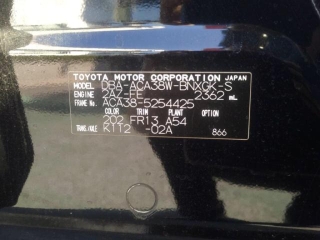 TOYOTA MOTOR CORPORATION JAPAN
MODEL DBA-ACA38W-BNXGK-S
ENGINE 2AZ-FE 2362 mL
FRAME No. ACA38-5254425
COLOR TRIM PLANT OPTION
202 FR13 A54
TRANS./AXLE K112 -02A 866